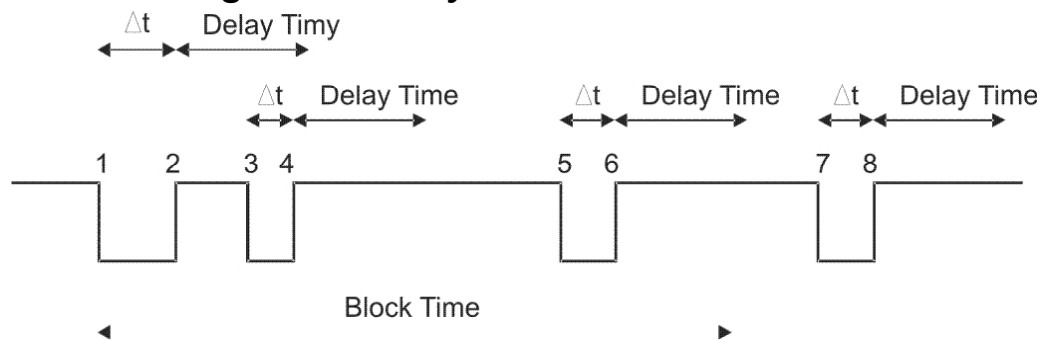 Δt Delay Timy
Δt Delay Time Δt Delay Time Δt Delay Time
1 2 3 4 5 6 7 8
Block Time